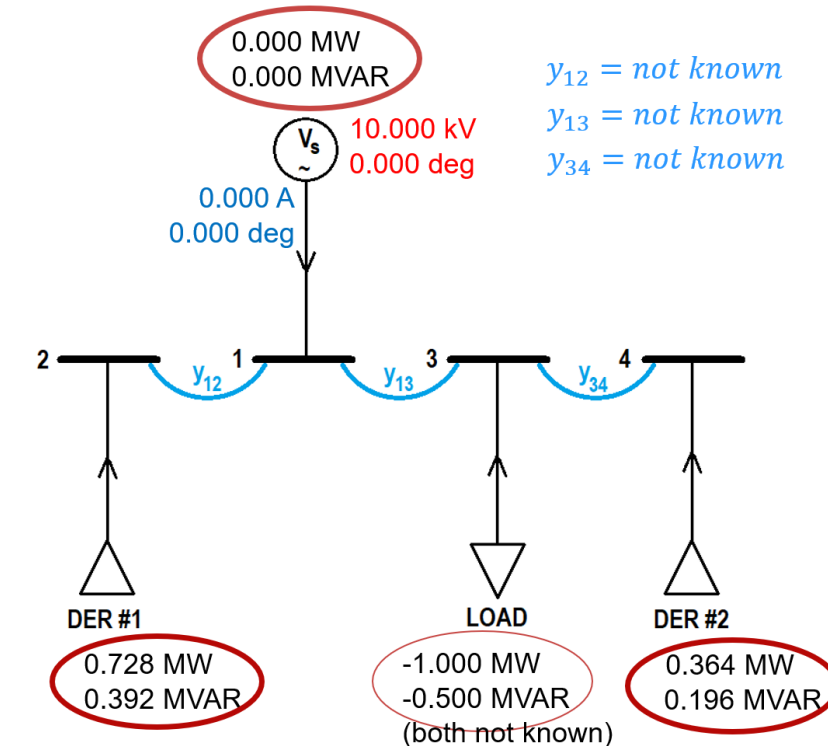 0.000 MW
0.000 MVAR
y₁₂ = not known
y₁₃ = not known
y₃₄ = not known
Vₛ
~
10.000 kV
0.000 deg
0.000 A
0.000 deg
2
y₁₂
1
y₁₃
3
y₃₄
4
DER #1
LOAD
DER #2
0.728 MW
0.392 MVAR
-1.000 MW
-0.500 MVAR
(both not known)
0.364 MW
0.196 MVAR